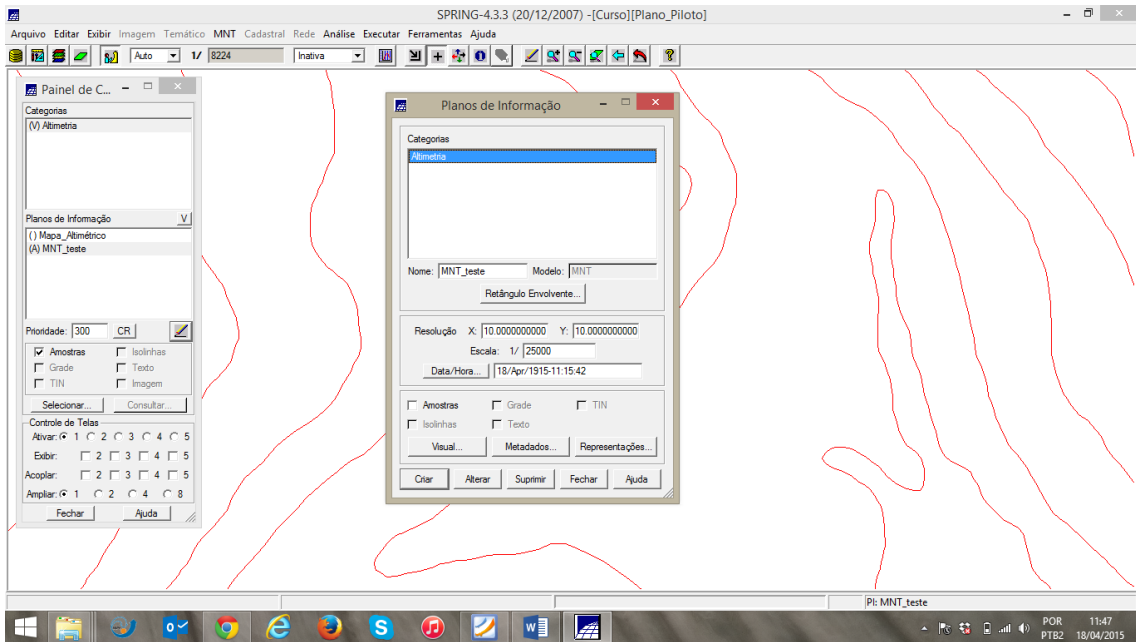 SPRING-4.3.3 (20/12/2007) -[Curso][Plano_Piloto]
Arquivo Editar Exibir Imagem Temático MNT Cadastral Rede Análise Executar Ferramentas Ajuda
Auto 1/ 8224 Inativa
Painel de C...
Categorias
(V) Altimetria
Planos de Informação V
( ) Mapa_Altimétrico
(A) MNT_teste
Prioridade: 300 CR
Amostras Isolinhas
Grade Texto
TIN Imagem
Selecionar... Consultar...
Controle de Telas
Ativar: 1 2 3 4 5
Exibir: 2 3 4 5
Acoplar: 2 3 4 5
Ampliar: 1 2 4 8
Fechar Ajuda
Planos de Informação
Categorias
Altimetria
Nome: MNT_teste Modelo: MNT
Retângulo Envolvente...
Resolução X: 10.0000000000 Y: 10.0000000000
Escala: 1/ 25000
Data/Hora... 18/Apr/1915-11:15:42
Amostras Grade TIN
Isolinhas Texto
Visual... Metadados... Representações...
Criar Alterar Suprimir Fechar Ajuda
PI: MNT_teste
POR 11:47
PTB2 18/04/2015